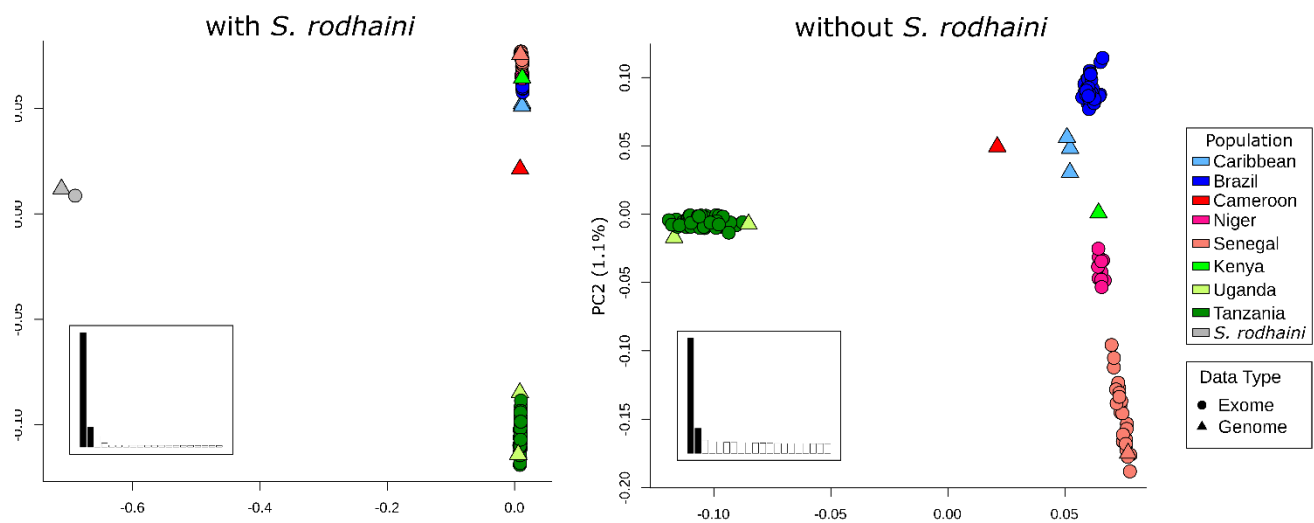 with S. rodhaini
0.05
0.00
-0.05
-0.10
-0.6
-0.4
-0.2
0.0
without S. rodhaini
PC2 (1.1%)
0.10
0.05
0.00
-0.05
-0.10
-0.15
-0.20
-0.10
-0.05
0.00
0.05
Population
Caribbean
Brazil
Cameroon
Niger
Senegal
Kenya
Uganda
Tanzania
S. rodhaini
Data Type
Exome
Genome